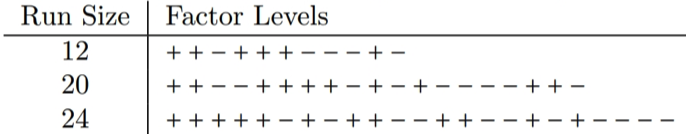 Run Size Factor Levels
12 + + − + + + − − − + −
20 + + − − + + + + − + − + − − − − + + −
24 + + + + + − + − + + − − + + − − + − + − − − −